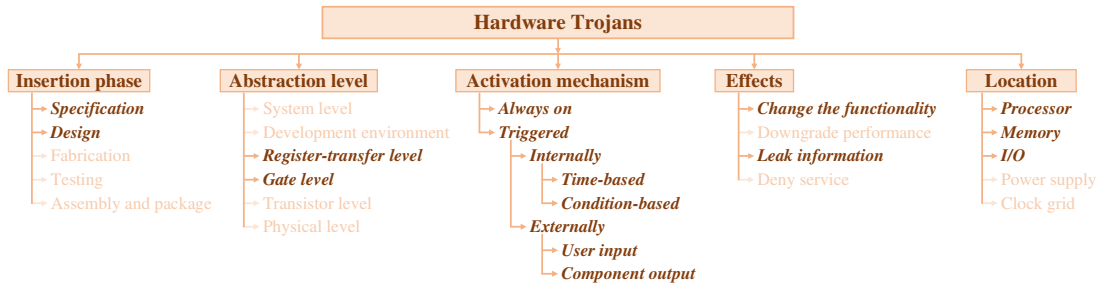 Hardware Trojans
Insertion phase
Specification
Design
Fabrication
Testing
Assembly and package
Abstraction level
System level
Development environment
Register-transfer level
Gate level
Transistor level
Physical level
Activation mechanism
Always on
Triggered
Internally
Time-based
Condition-based
Externally
User input
Component output
Effects
Change the functionality
Downgrade performance
Leak information
Deny service
Location
Processor
Memory
I/O
Power supply
Clock grid